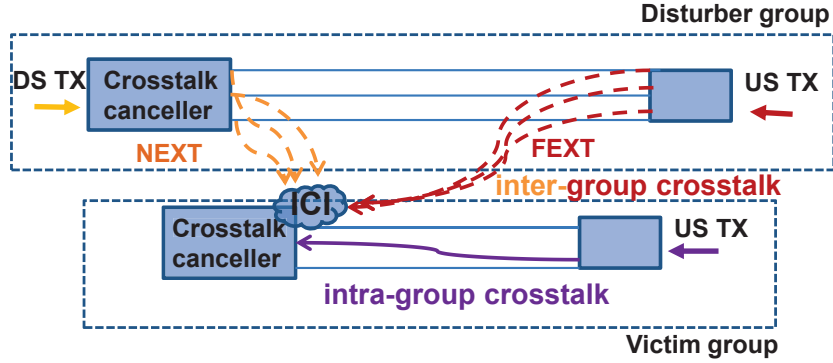 Disturber group
DS TX
Crosstalk
canceller
US TX
NEXT
FEXT
inter-group crosstalk
ICI
Crosstalk
canceller
US TX
intra-group crosstalk
Victim group